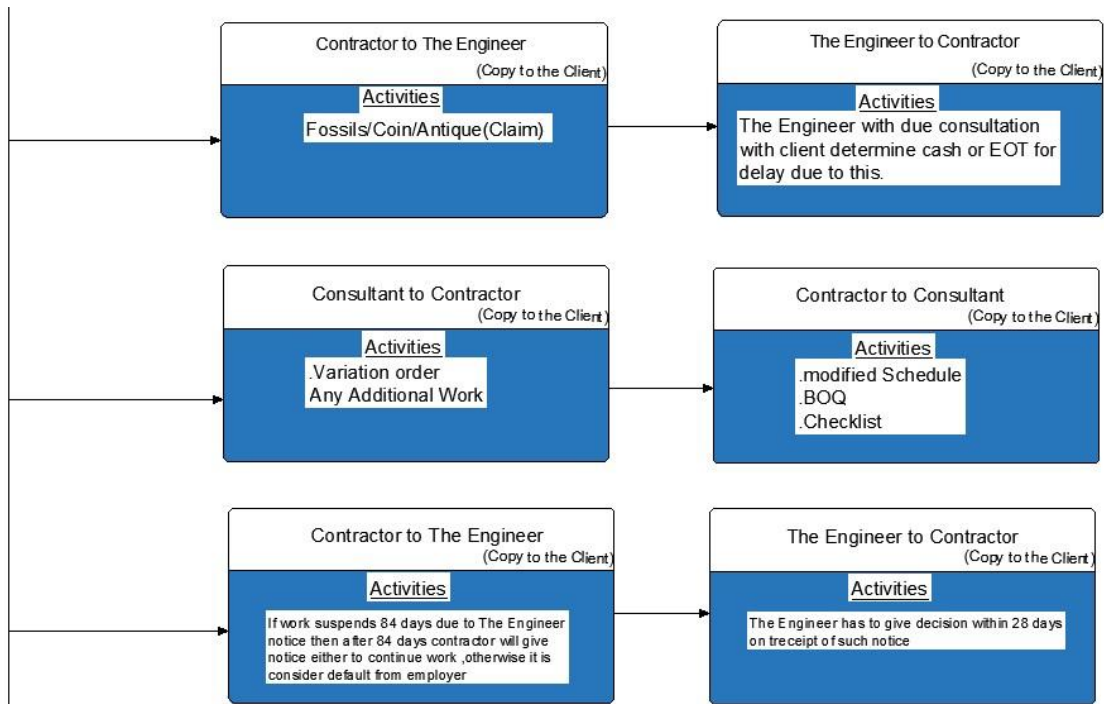 Contractor to The Engineer
(Copy to the Client)
Activities
Fossils/Coin/Antique(Claim)
The Engineer to Contractor
(Copy to the Client)
Activities
The Engineer with due consultation
with client determine cash or EOT for
delay due to this.
Consultant to Contractor
(Copy to the Client)
Activities
.Variation order
Any Additional Work
Contractor to Consultant
(Copy to the Client)
Activities
.modified Schedule
.BOQ
.Checklist
Contractor to The Engineer
(Copy to the Client)
Activities
If work suspends 84 days due to The Engineer
notice then after 84 days contractor will give
notice either to continue work ,otherwise it is
consider default from employer
The Engineer to Contractor
(Copy to the Client)
Activities
The Engineer has to give decision within 28 days
on treceipt of such notice